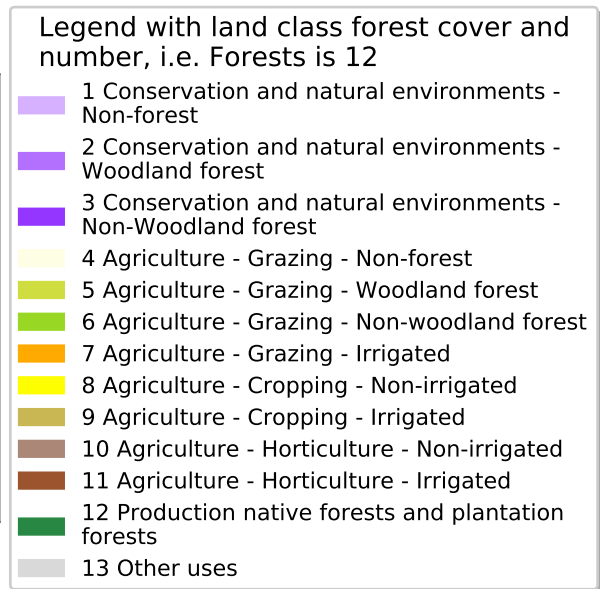 Legend with land class forest cover and
number, i.e. Forests is 12
1 Conservation and natural environments -
Non-forest
2 Conservation and natural environments -
Woodland forest
3 Conservation and natural environments -
Non-Woodland forest
4 Agriculture - Grazing - Non-forest
5 Agriculture - Grazing - Woodland forest
6 Agriculture - Grazing - Non-woodland forest
7 Agriculture - Grazing - Irrigated
8 Agriculture - Cropping - Non-irrigated
9 Agriculture - Cropping - Irrigated
10 Agriculture - Horticulture - Non-irrigated
11 Agriculture - Horticulture - Irrigated
12 Production native forests and plantation
forests
13 Other uses